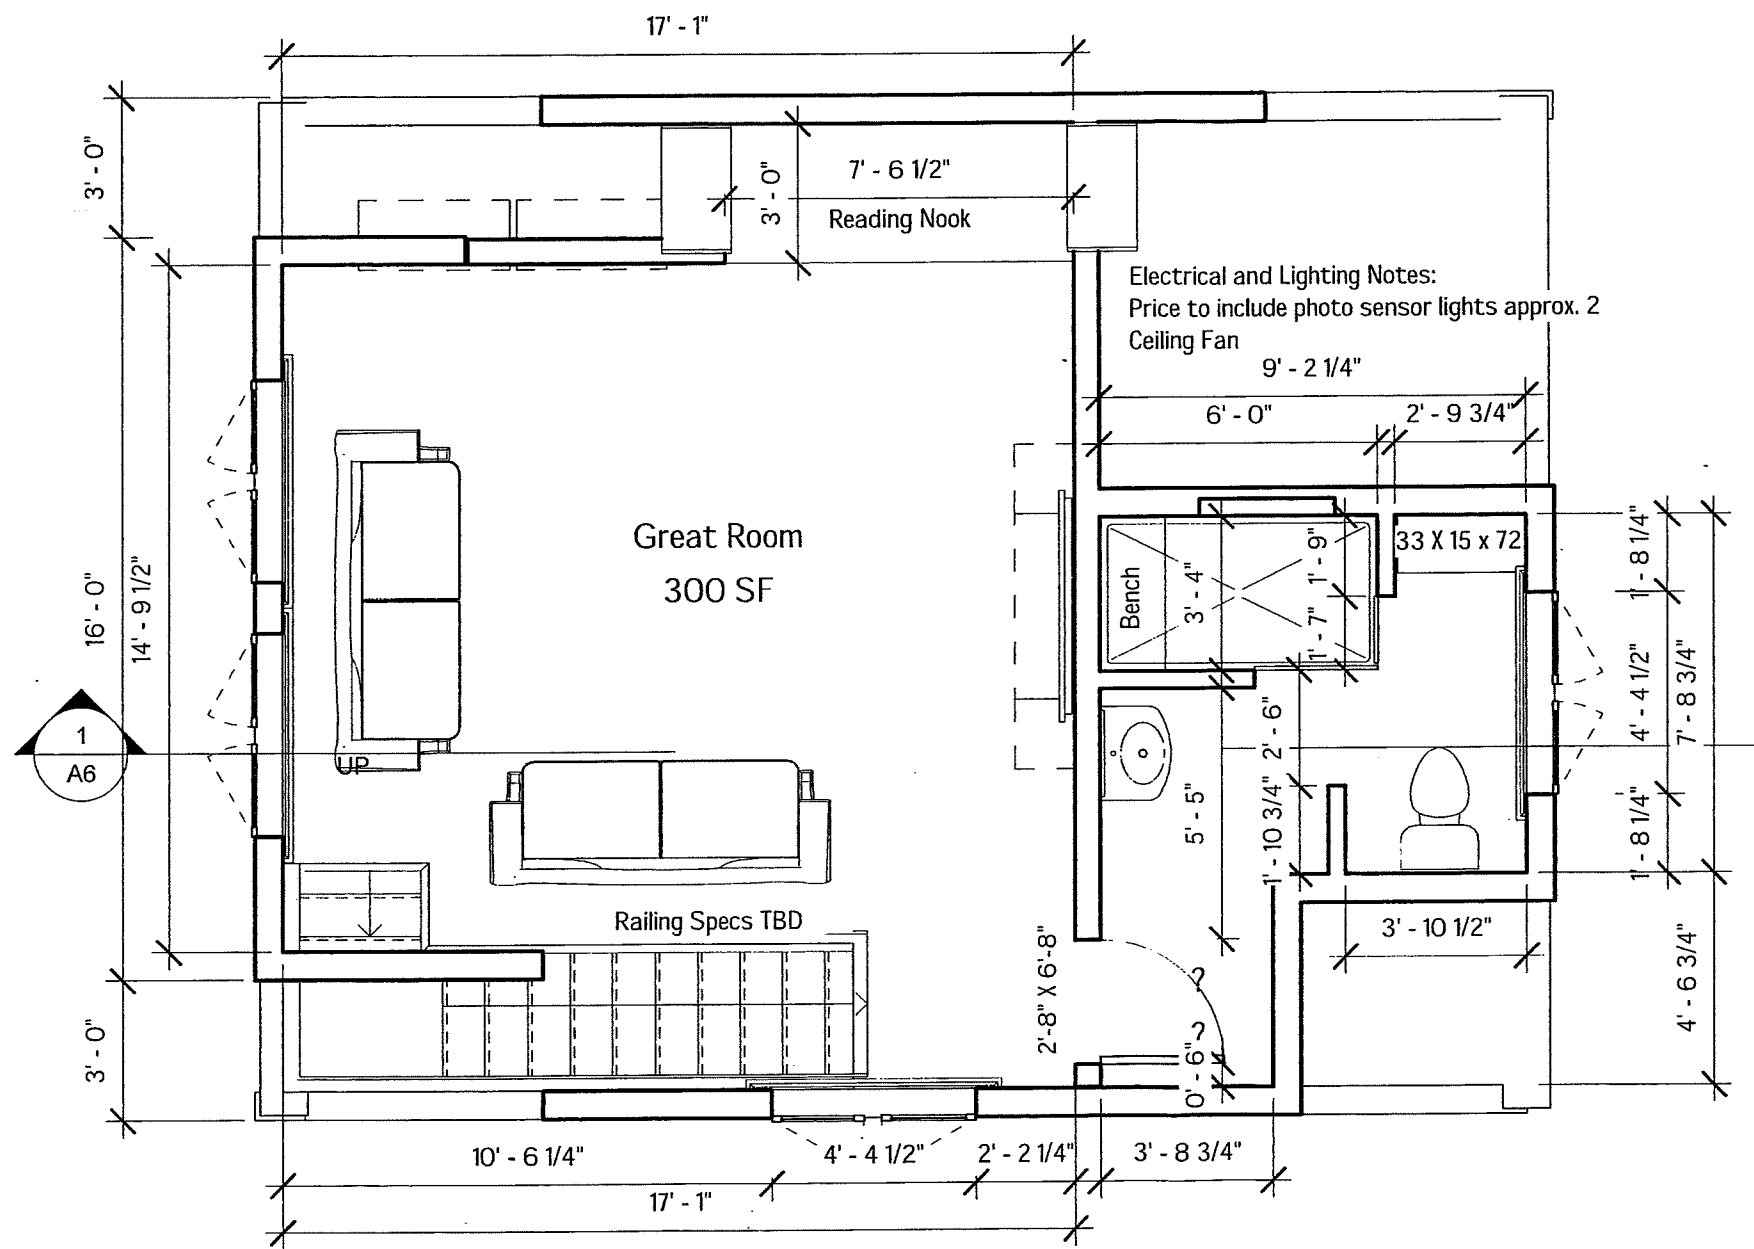 17' - 1"
3' - 0"
3' - 0"
7' - 6 1/2"
Reading Nook
Electrical and Lighting Notes:
Price to include photo sensor lights approx. 2
Ceiling Fan
9' - 2 1/4"
6' - 0"
2' - 9 3/4"
Great Room
300 SF
33 X 15 x 72
1' - 9"
1' - 8 1/4"
Bench
3' - 4"
1' - 7"
16' - 0"
14' - 9 1/2"
4' - 4 1/2"
7' - 8 3/4"
2' - 6"
1
A6
UP
5' - 5"
1' - 10 3/4"
1' - 8 1/4"
Railing Specs TBD
3' - 10 1/2"
2'-8" X 6'-8"
?
4' - 6 3/4"
?
3' - 0"
0' - 6"
10' - 6 1/4"
4' - 4 1/2"
2' - 2 1/4"
3' - 8 3/4"
17' - 1"